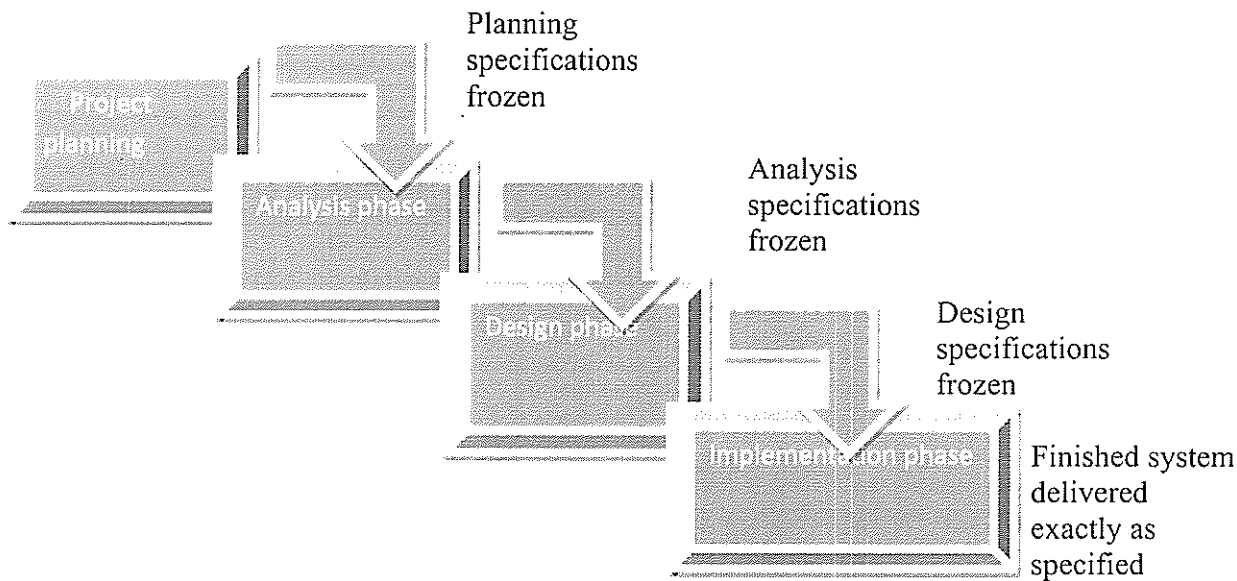 Project
planning
Planning
specifications
frozen
Analysis phase
Analysis
specifications
frozen
Design phase
Design
specifications
frozen
Implementation phase
Finished system
delivered
exactly as
specified